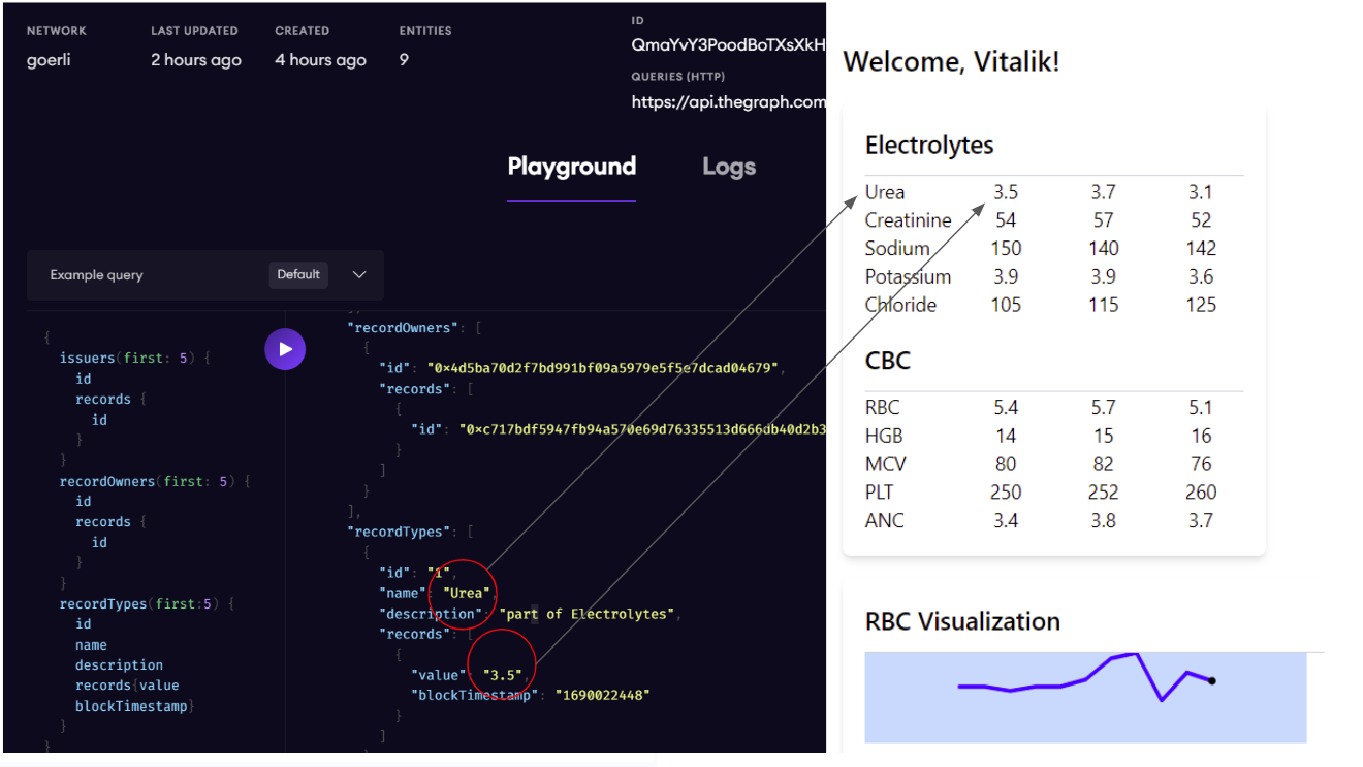 NETWORK
goerli
LAST UPDATED
2 hours ago
CREATED
4 hours ago
ENTITIES
9
ID
QmaYvY3PoodBoTXsXkH
QUERIES (HTTP)
https://api.thegraph.com
Playground
Logs
Example query
Default
{
issuers(first: 5) {
id
records {
id
}
}
recordOwners(first: 5) {
id
records {
id
}
}
recordTypes(first:5) {
id
name
description
records{value
blockTimestamp}
}
}
"recordOwners": [
{
"id": "0x4d5ba70d2f7bd991bf09a5979e5f5e7dcad04679",
"records": [
{
"id": "0xc717bdf5947fb94a570e69d76335513d666db40d2b3
}
]
}
],
"recordTypes": [
{
"id": "1",
"name": "Urea",
"description": "part of Electrolytes",
"records": [
{
"value": "3.5",
"blockTimestamp": "1690022448"
}
]
Welcome, Vitalik!
Electrolytes
Urea 3.5 3.7 3.1
Creatinine 54 57 52
Sodium 150 140 142
Potassium 3.9 3.9 3.6
Chloride 105 115 125
CBC
RBC 5.4 5.7 5.1
HGB 14 15 16
MCV 80 82 76
PLT 250 252 260
ANC 3.4 3.8 3.7
RBC Visualization